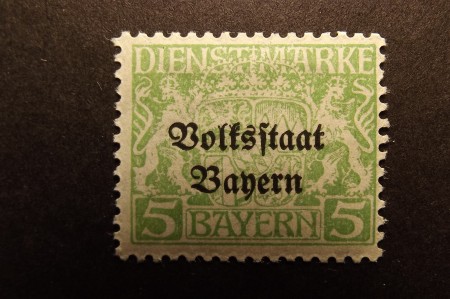 DIENSTMARKE
Volksſtaat
Bayern
5 BAYERN 5